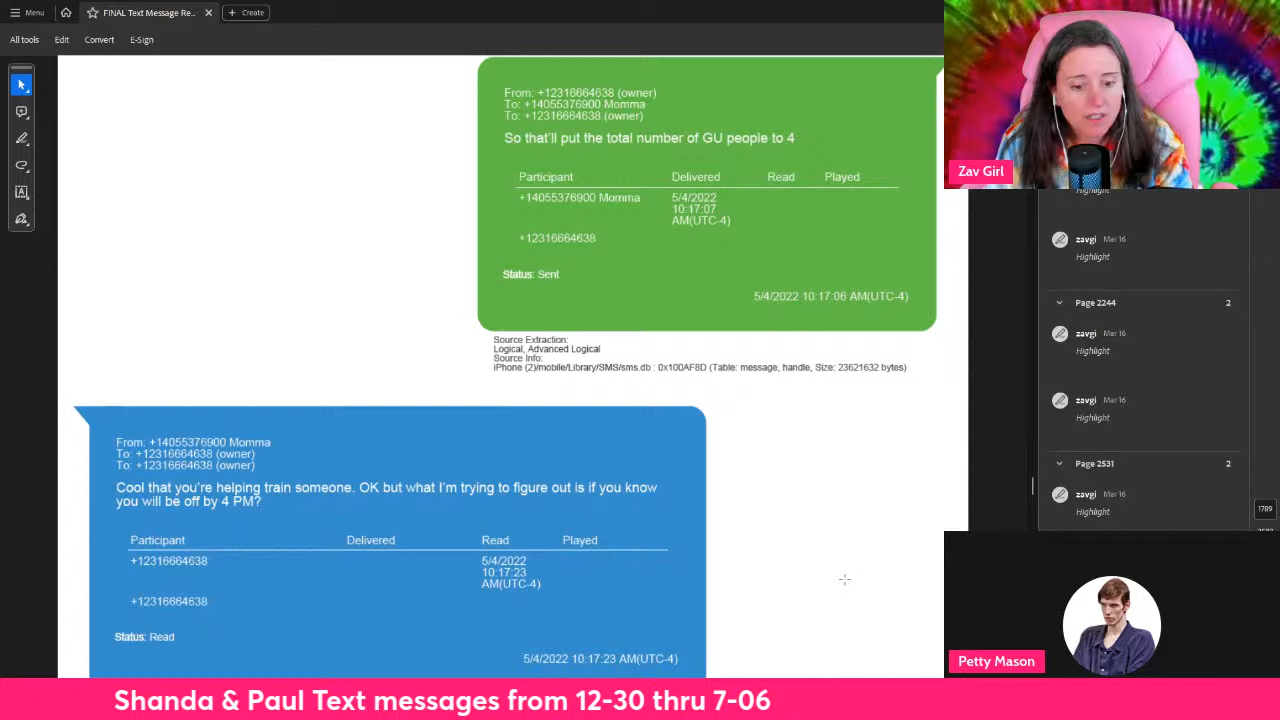 Menu
FINAL Text Message Re...
Create
All tools
Edit
Convert
E-Sign
From: +12316664638 (owner)
To: +14055376900 Momma
To: +12316664638 (owner)
So that'll put the total number of GU people to 4
Participant Delivered Read Played
+14055376900 Momma 5/4/2022
10:17:07
AM(UTC-4)
+12316664638
Status: Sent
5/4/2022 10:17:06 AM(UTC-4)
Source Extraction:
Logical, Advanced Logical
Source Info:
iPhone (2)/mobile/Library/SMS/sms.db : 0x100AF8D (Table: message, handle, Size: 23621632 bytes)
From: +14055376900 Momma
To: +12316664638 (owner)
To: +12316664638 (owner)
Cool that you're helping train someone. OK but what I'm trying to figure out is if you know
you will be off by 4 PM?
Participant Delivered Read Played
+12316664638 5/4/2022
10:17:23
AM(UTC-4)
+12316664638
Status: Read
5/4/2022 10:17:23 AM(UTC-4)
Zav Girl
Highlight
zavgi Mar 16
Highlight
Page 2244 2
zavgi Mar 16
Highlight
zavgi Mar 16
Highlight
Page 2531 2
zavgi Mar 16
Highlight
1789
Petty Mason
Shanda & Paul Text messages from 12-30 thru 7-06